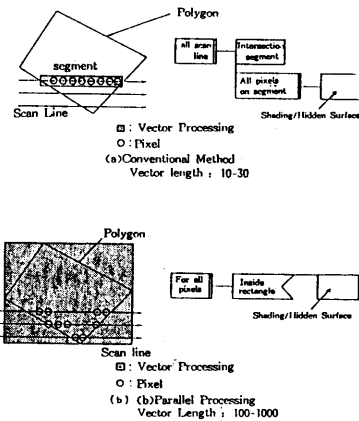 Polygon
segment
Scan Line
all scan
line
Intersectio
segment
All pixels
on segment
Shading/Hidden Surface
: Vector Processing
: Pixel
(a)Conventional Method
Vector length : 10-30
Polygon
Scan line
For all
pixels
Inside
rectangle
Shading/Hidden Surface
: Vector Processing
: Pixel
(b) (b)Parallel Processing
Vector Length : 100-1000